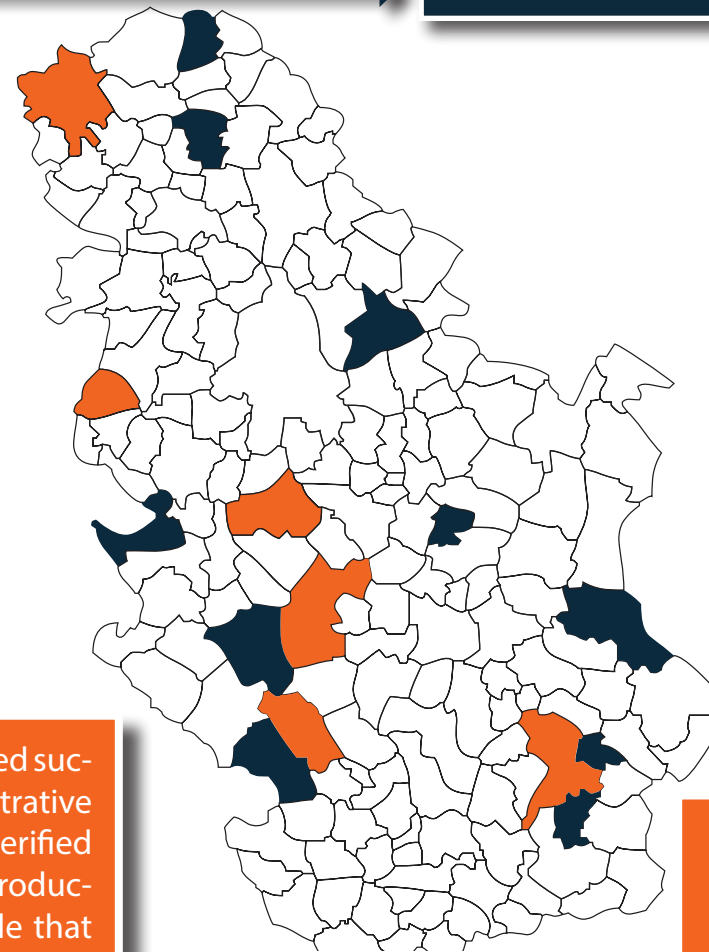 ed suc-
trative
erified
roduc-
le that